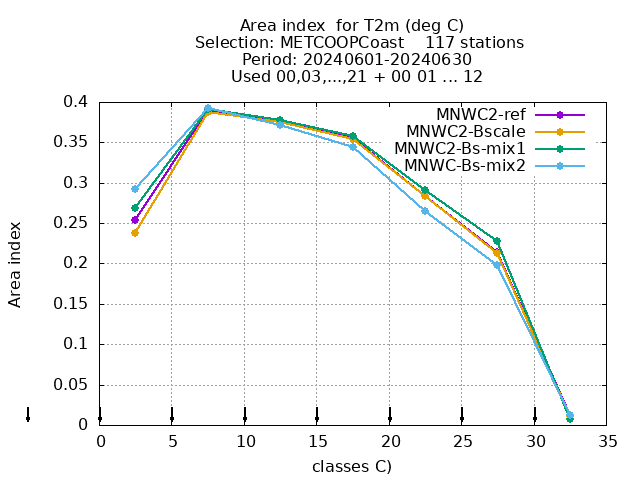 Area index  for T2m (deg C)
Selection: METCOOPCoast    117 stations
Period: 20240601-20240630
Used 00,03,...,21 + 00 01 ... 12
MNWC2-ref
MNWC2-Bscale
MNWC2-Bs-mix1
MNWC-Bs-mix2
Area index
0.4
0.35
0.3
0.25
0.2
0.15
0.1
0.05
0
0 5 10 15 20 25 30 35
classes C)